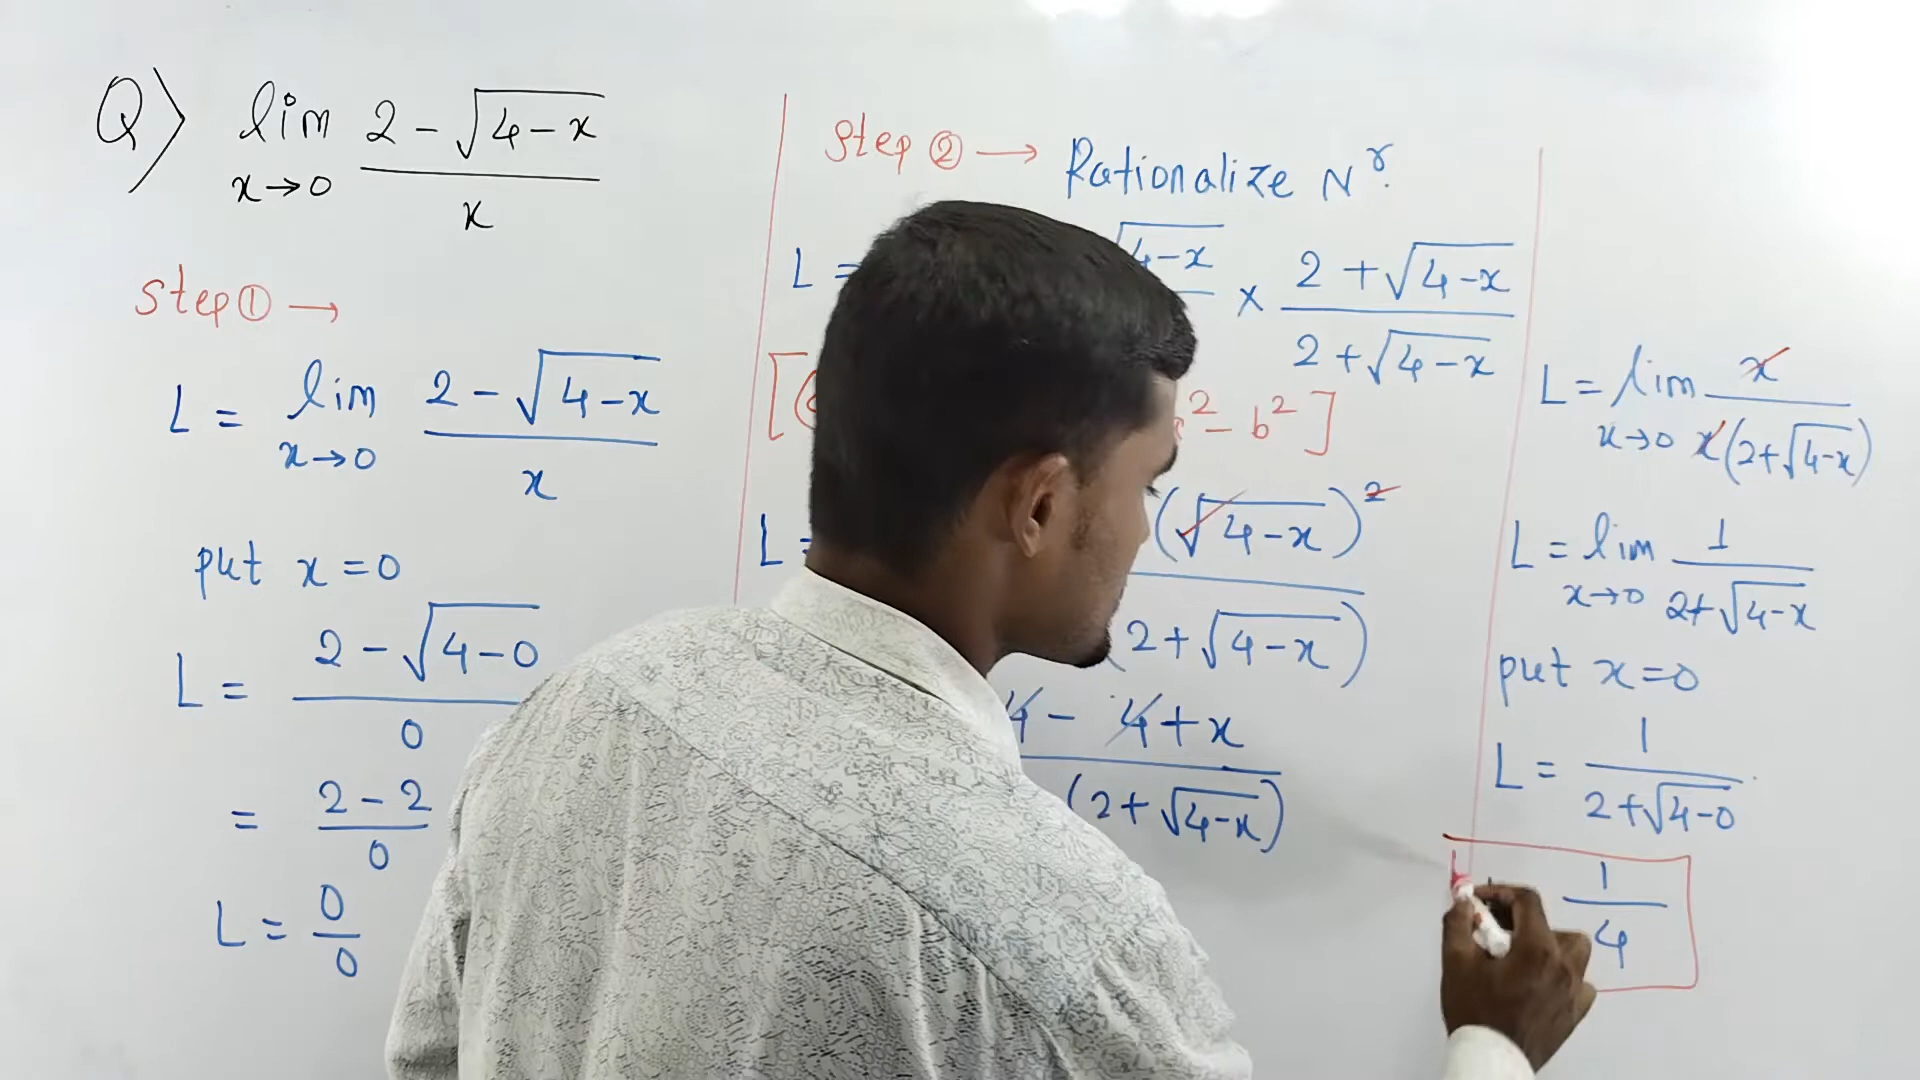 Q> lim x→0 (2 - √(4-x)) / x
Step ① →
L = lim x→0 (2 - √(4-x)) / x
put x = 0
L = (2 - √(4-0)) / 0
= (2 - 2) / 0
L = 0/0
Step ② → Rationalize Nʳ.
L = √(4-x) × (2 + √(4-x)) / (2 + √(4-x))
[ ² - b² ]
L = (√(4-x))² / (2 + √(4-x))
4 - 4 + x / (2 + √(4-x))
L = lim x→0 x / x(2 + √(4-x))
L = lim x→0 1 / (2 + √(4-x))
put x = 0
L = 1 / (2 + √(4-0))
1/4